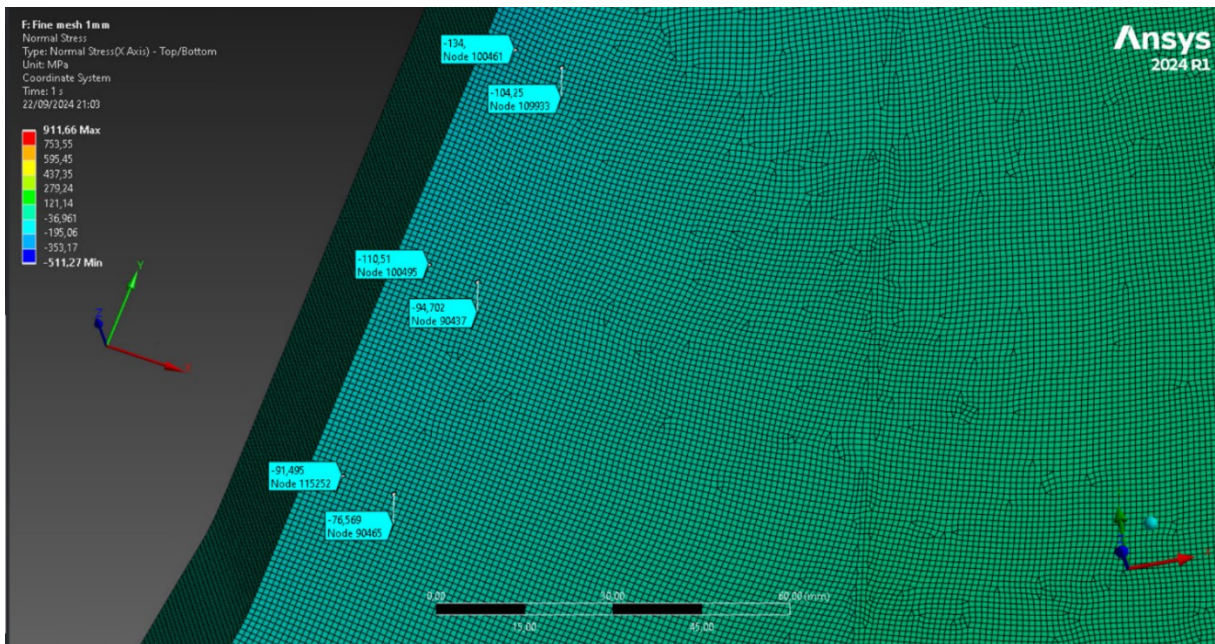 F: Fine mesh 1mm
Normal Stress
Type: Normal Stress(X Axis) - Top/Bottom
Unit: MPa
Coordinate System
Time: 1 s
22/09/2024 21:03
911,66 Max
753,55
595,45
437,35
279,24
121,14
-36,961
-195,06
-353,17
-511,27 Min
Ansys
2024 R1
-134,
Node 100461
-104,25
Node 109933
-110,51
Node 100495
-94,702
Node 90437
-91,495
Node 115252
-76,569
Node 90465
Y
Z
0,00
30,00
60,00 (mm)
15,00
45,00